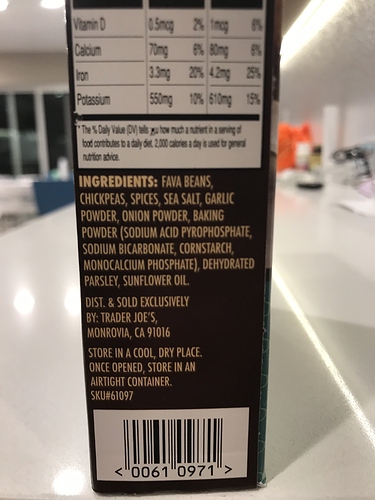 Vitamin D 0.5mcg 2% 1mcg 6%
Calcium 70mg 6% 80mg 6%
Iron 3.3mg 20% 4.2mg 25%
Potassium 550mg 10% 610mg 15%
* The % Daily Value (DV) tells you how much a nutrient in a serving of
food contributes to a daily diet. 2,000 calories a day is used for general
nutrition advice.
INGREDIENTS: FAVA BEANS,
CHICKPEAS, SPICES, SEA SALT, GARLIC
POWDER, ONION POWDER, BAKING
POWDER (SODIUM ACID PYROPHOSPHATE,
SODIUM BICARBONATE, CORNSTARCH,
MONOCALCIUM PHOSPHATE), DEHYDRATED
PARSLEY, SUNFLOWER OIL.
DIST. & SOLD EXCLUSIVELY
BY: TRADER JOE'S,
MONROVIA, CA 91016
STORE IN A COOL, DRY PLACE.
ONCE OPENED, STORE IN AN
AIRTIGHT CONTAINER.
SKU#61097
<0061 0971>